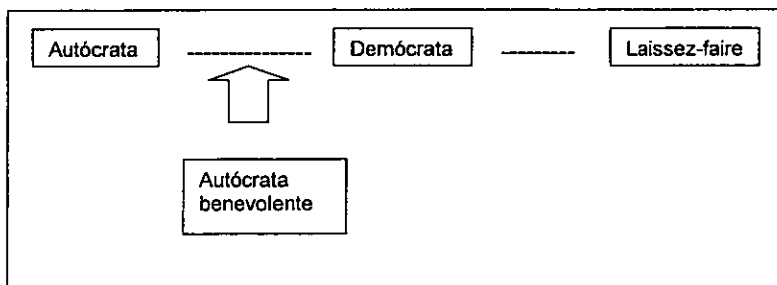 Autócrata ---------------- Demócrata --------- Laissez-faire
Autócrata
benevolente